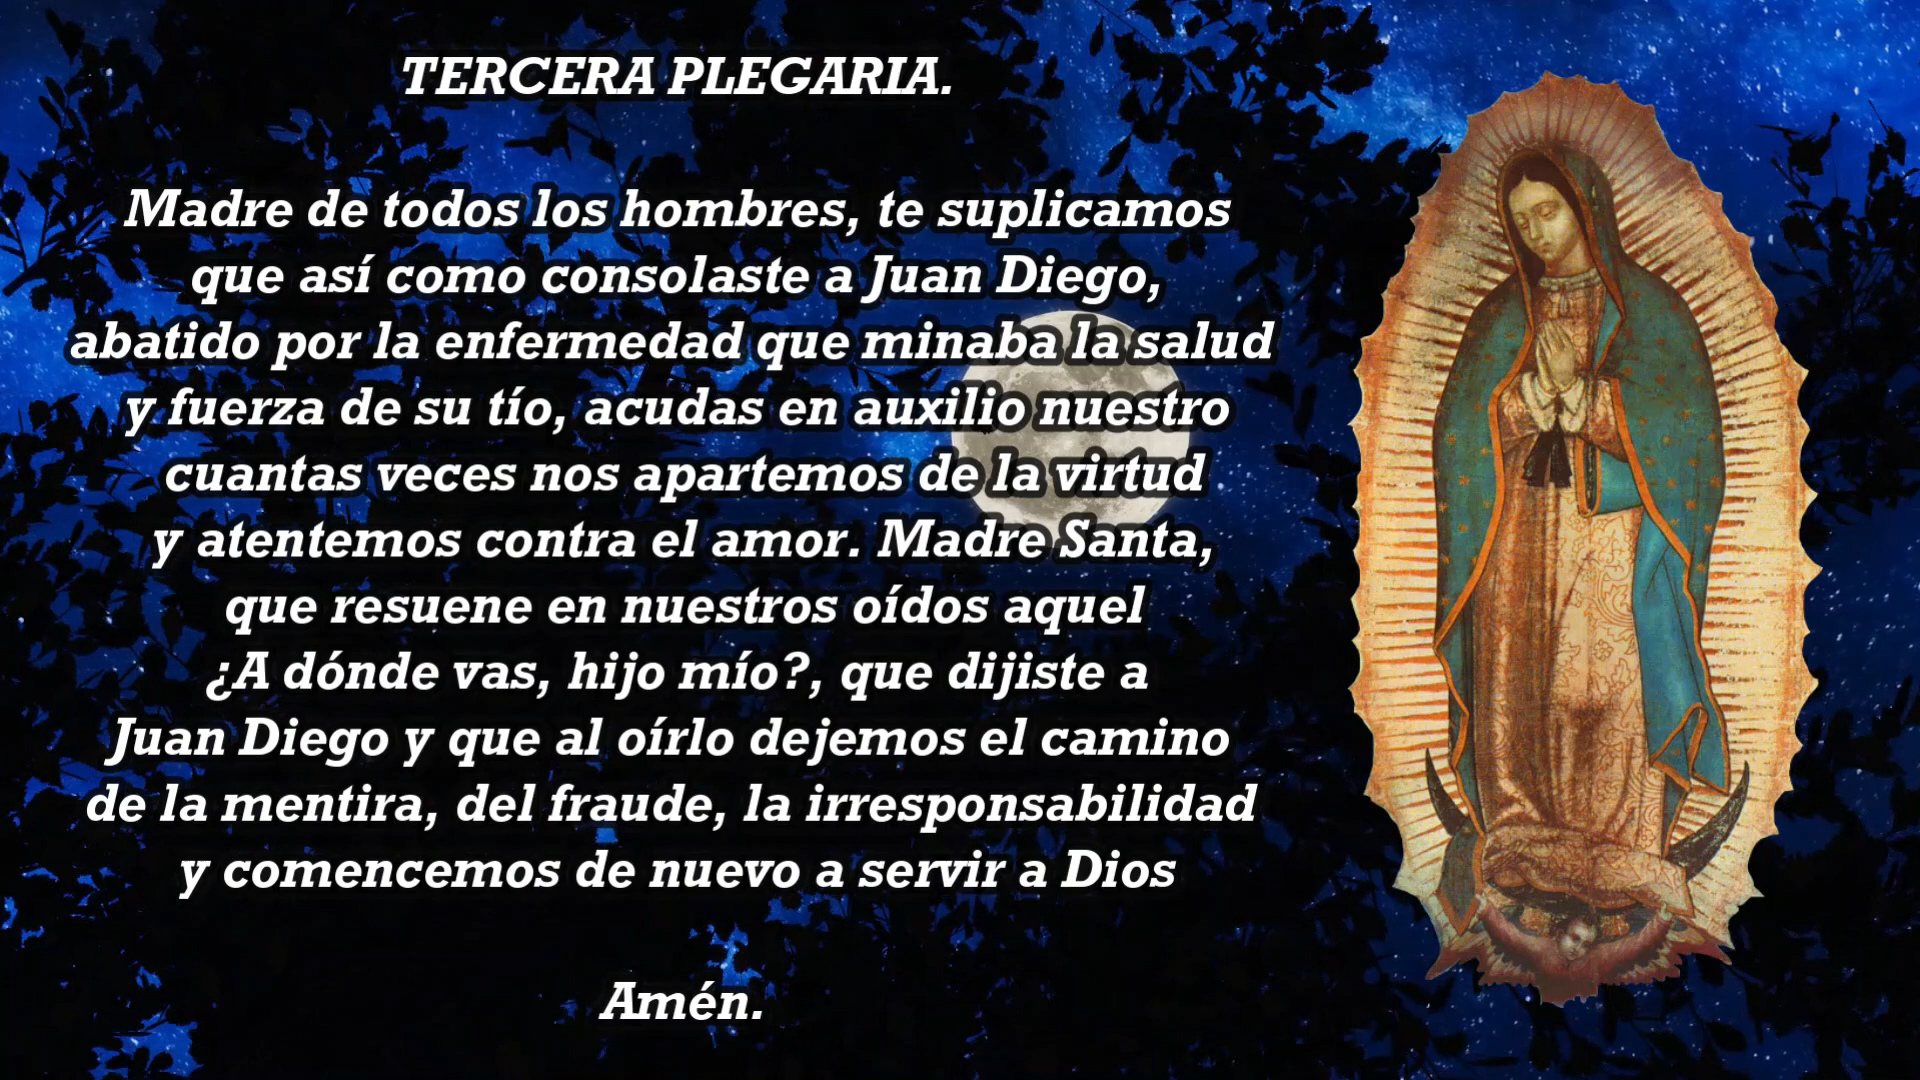 TERCERA PLEGARIA.
Madre de todos los hombres, te suplicamos
que así como consolaste a Juan Diego,
abatido por la enfermedad que minaba la salud
y fuerza de su tío, acudas en auxilio nuestro
cuantas veces nos apartemos de la virtud
y atentemos contra el amor. Madre Santa,
que resuene en nuestros oídos aquel
¿A dónde vas, hijo mío?, que dijiste a
Juan Diego y que al oírlo dejemos el camino
de la mentira, del fraude, la irresponsabilidad
y comencemos de nuevo a servir a Dios
Amén.